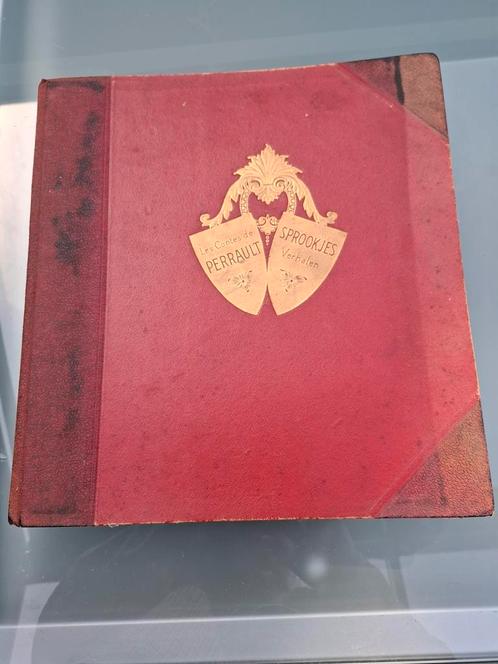 Les Contes de
PERRAULT
SPROOKJES
Verhalen